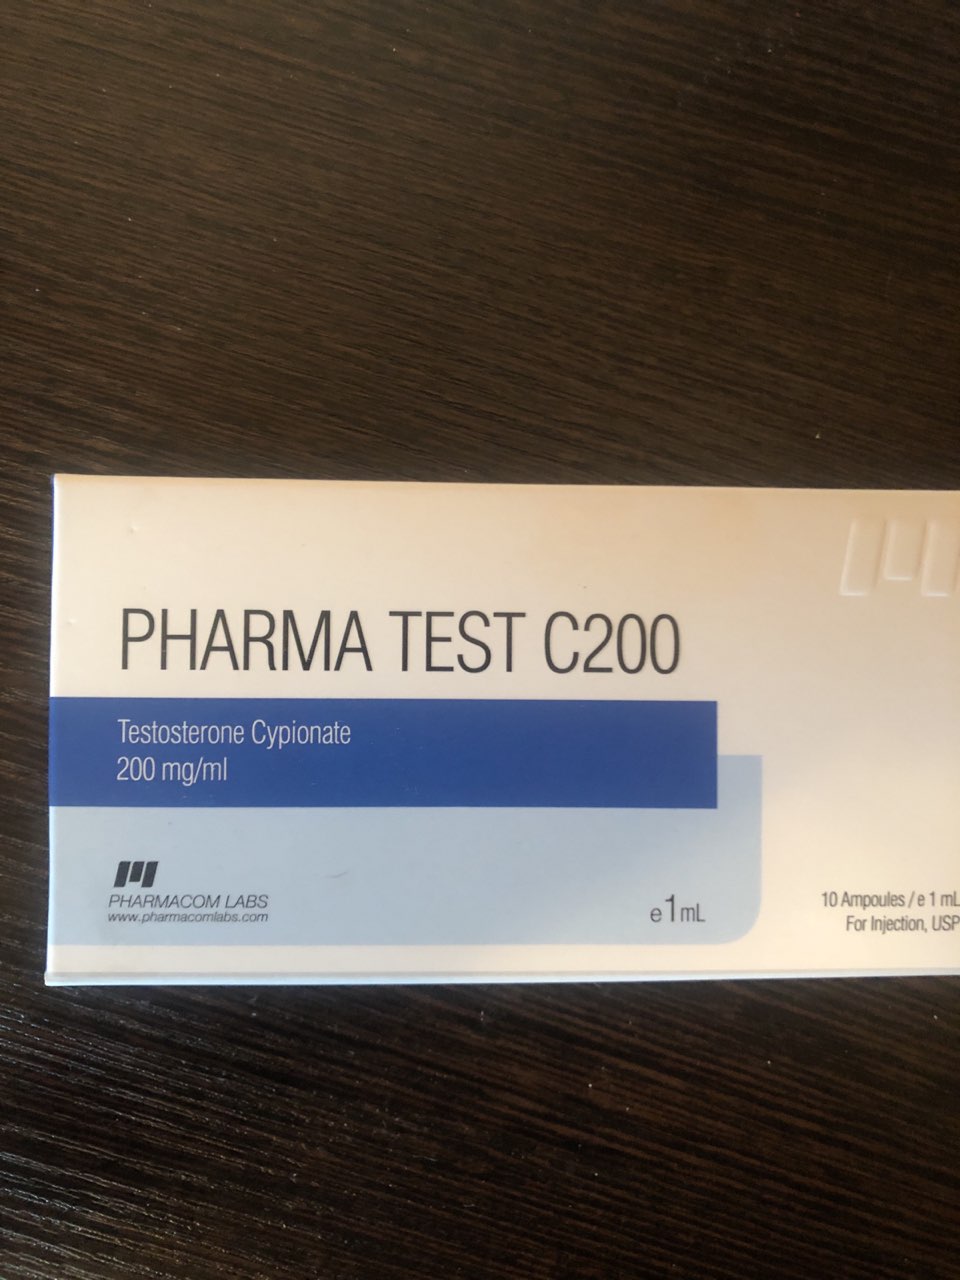 PHARMA TEST C200
Testosterone Cypionate
200 mg/ml
PHARMACOM LABS
www.pharmacomlabs.com
e1mL
10 Ampoules / e 1 mL
For Injection, USP